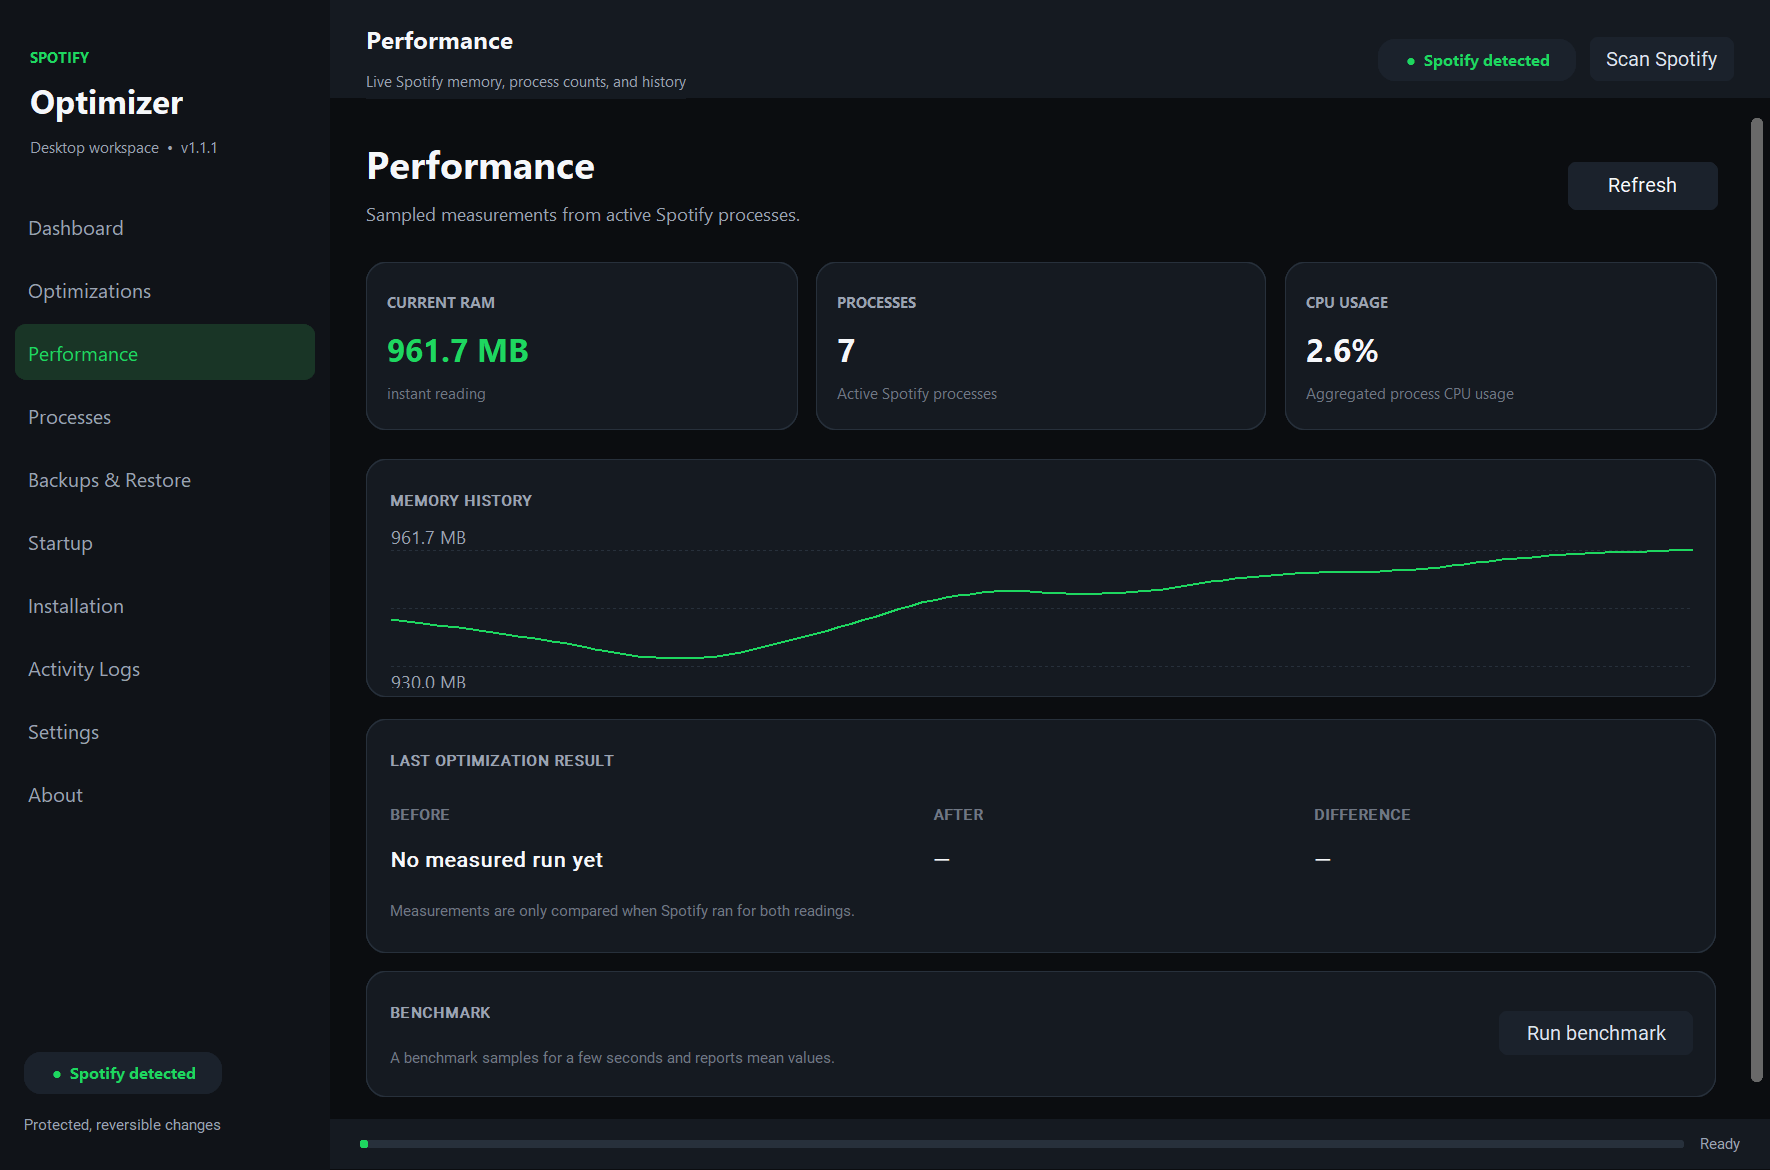 SPOTIFY
Optimizer
Desktop workspace • v1.1.1
Dashboard
Optimizations
Performance
Processes
Backups & Restore
Startup
Installation
Activity Logs
Settings
About
● Spotify detected
Protected, reversible changes
Performance
Live Spotify memory, process counts, and history
● Spotify detected
Scan Spotify
Performance
Sampled measurements from active Spotify processes.
Refresh
CURRENT RAM
961.7 MB
instant reading
PROCESSES
7
Active Spotify processes
CPU USAGE
2.6%
Aggregated process CPU usage
MEMORY HISTORY
961.7 MB
930.0 MB
LAST OPTIMIZATION RESULT
BEFORE AFTER DIFFERENCE
No measured run yet — —
Measurements are only compared when Spotify ran for both readings.
BENCHMARK
A benchmark samples for a few seconds and reports mean values.
Run benchmark
Ready